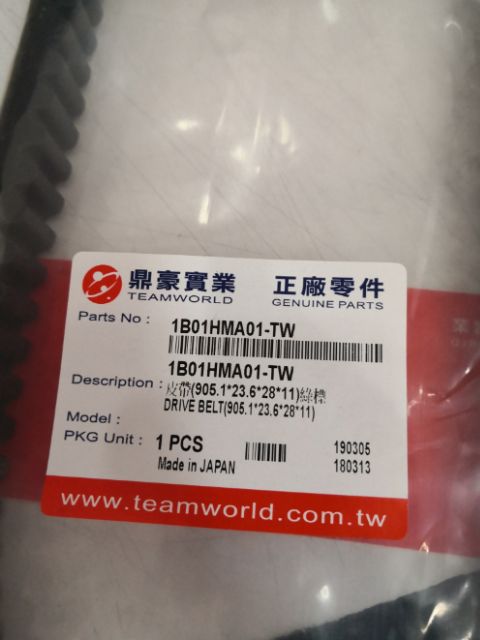 鼎豪實業 正廠零件
TEAMWORLD GENUINE PARTS
Parts No : 1B01HMA01-TW
1B01HMA01-TW
Description : 皮帶(905.1*23.6*28*11)綠標
DRIVE BELT(905.1*23.6*28*11)
Model :
PKG Unit : 1 PCS 190305
Made in JAPAN 180313
www.teamworld.com.tw